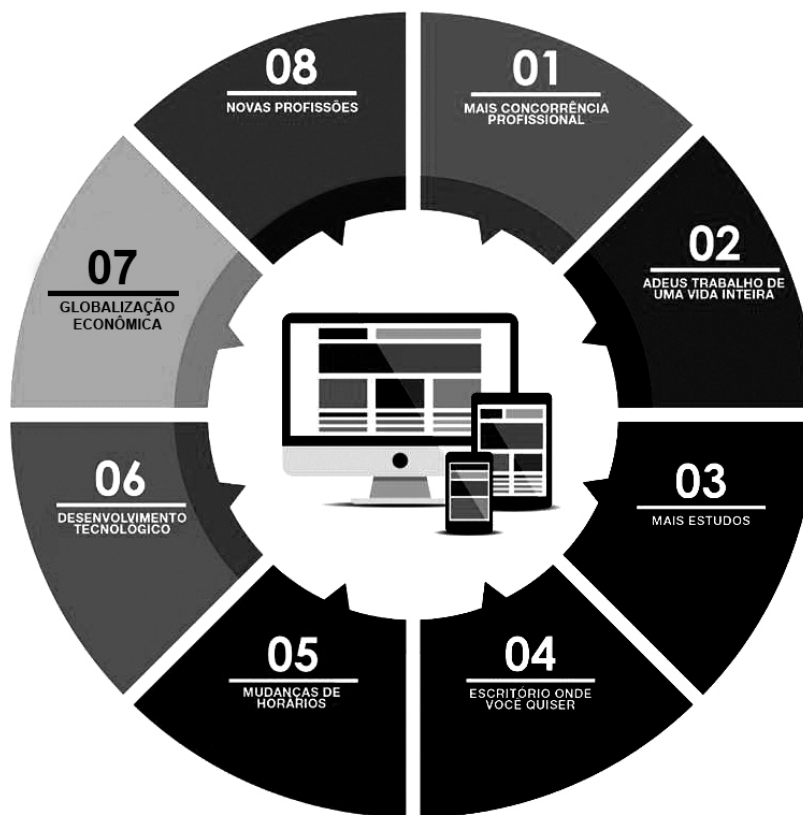 01
MAIS CONCORRÊNCIA
PROFISSIONAL
02
ADEUS TRABALHO DE
UMA VIDA INTEIRA
03
MAIS ESTUDOS
04
ESCRITÓRIO ONDE
VOCÊ QUISER
05
MUDANÇAS DE
HORÁRIOS
06
DESENVOLVIMENTO
TECNOLÓGICO
07
GLOBALIZAÇÃO
ECONÔMICA
08
NOVAS PROFISSÕES